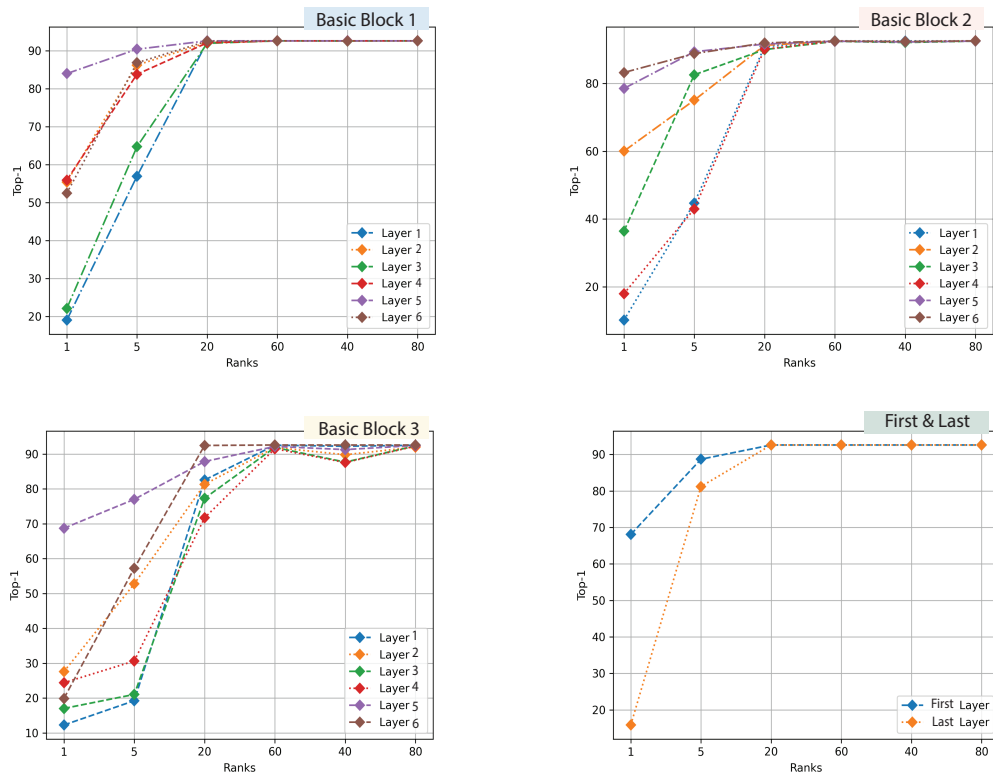 Basic Block 1
90
80
70
60
50
40
30
20
Top-1
Layer 1
Layer 2
Layer 3
Layer 4
Layer 5
Layer 6
1 5 20 60 40 80
Ranks
Basic Block 2
80
60
40
20
Top-1
Layer 1
Layer 2
Layer 3
Layer 4
Layer 5
Layer 6
1 5 20 60 40 80
Ranks
Basic Block 3
90
80
70
60
50
40
30
20
10
Top-1
Layer 1
Layer 2
Layer 3
Layer 4
Layer 5
Layer 6
1 5 20 60 40 80
Ranks
First & Last
90
80
70
60
50
40
30
20
Top-1
First Layer
Last Layer
1 5 20 60 40 80
Ranks